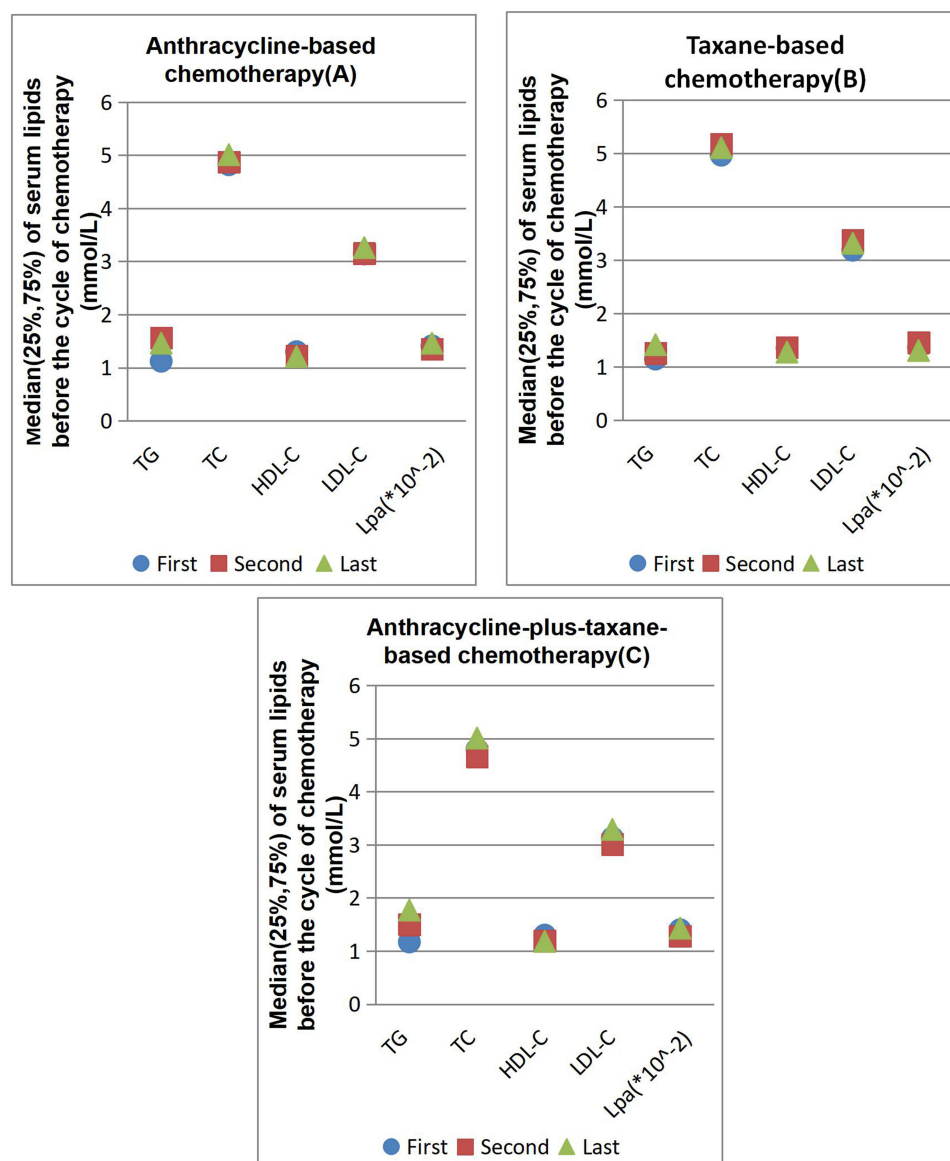 Anthracycline-based
chemotherapy(A)
Median(25%,75%) of serum lipids
before the cycle of chemotherapy
(mmol/L)
6
5
4
3
2
1
0
TG
TC
HDL-C
LDL-C
Lpa(*10^-2)
First
Second
Last
Taxane-based
chemotherapy(B)
Median(25%,75%) of serum lipids
before the cycle of chemotherapy
(mmol/L)
6
5
4
3
2
1
0
TG
TC
HDL-C
LDL-C
Lpa(*10^-2)
First
Second
Last
Anthracycline-plus-taxane-
based chemotherapy(C)
Median(25%,75%) of serum lipids
before the cycle of chemotherapy
(mmol/L)
6
5
4
3
2
1
0
TG
TC
HDL-C
LDL-C
Lpa(*10^-2)
First
Second
Last